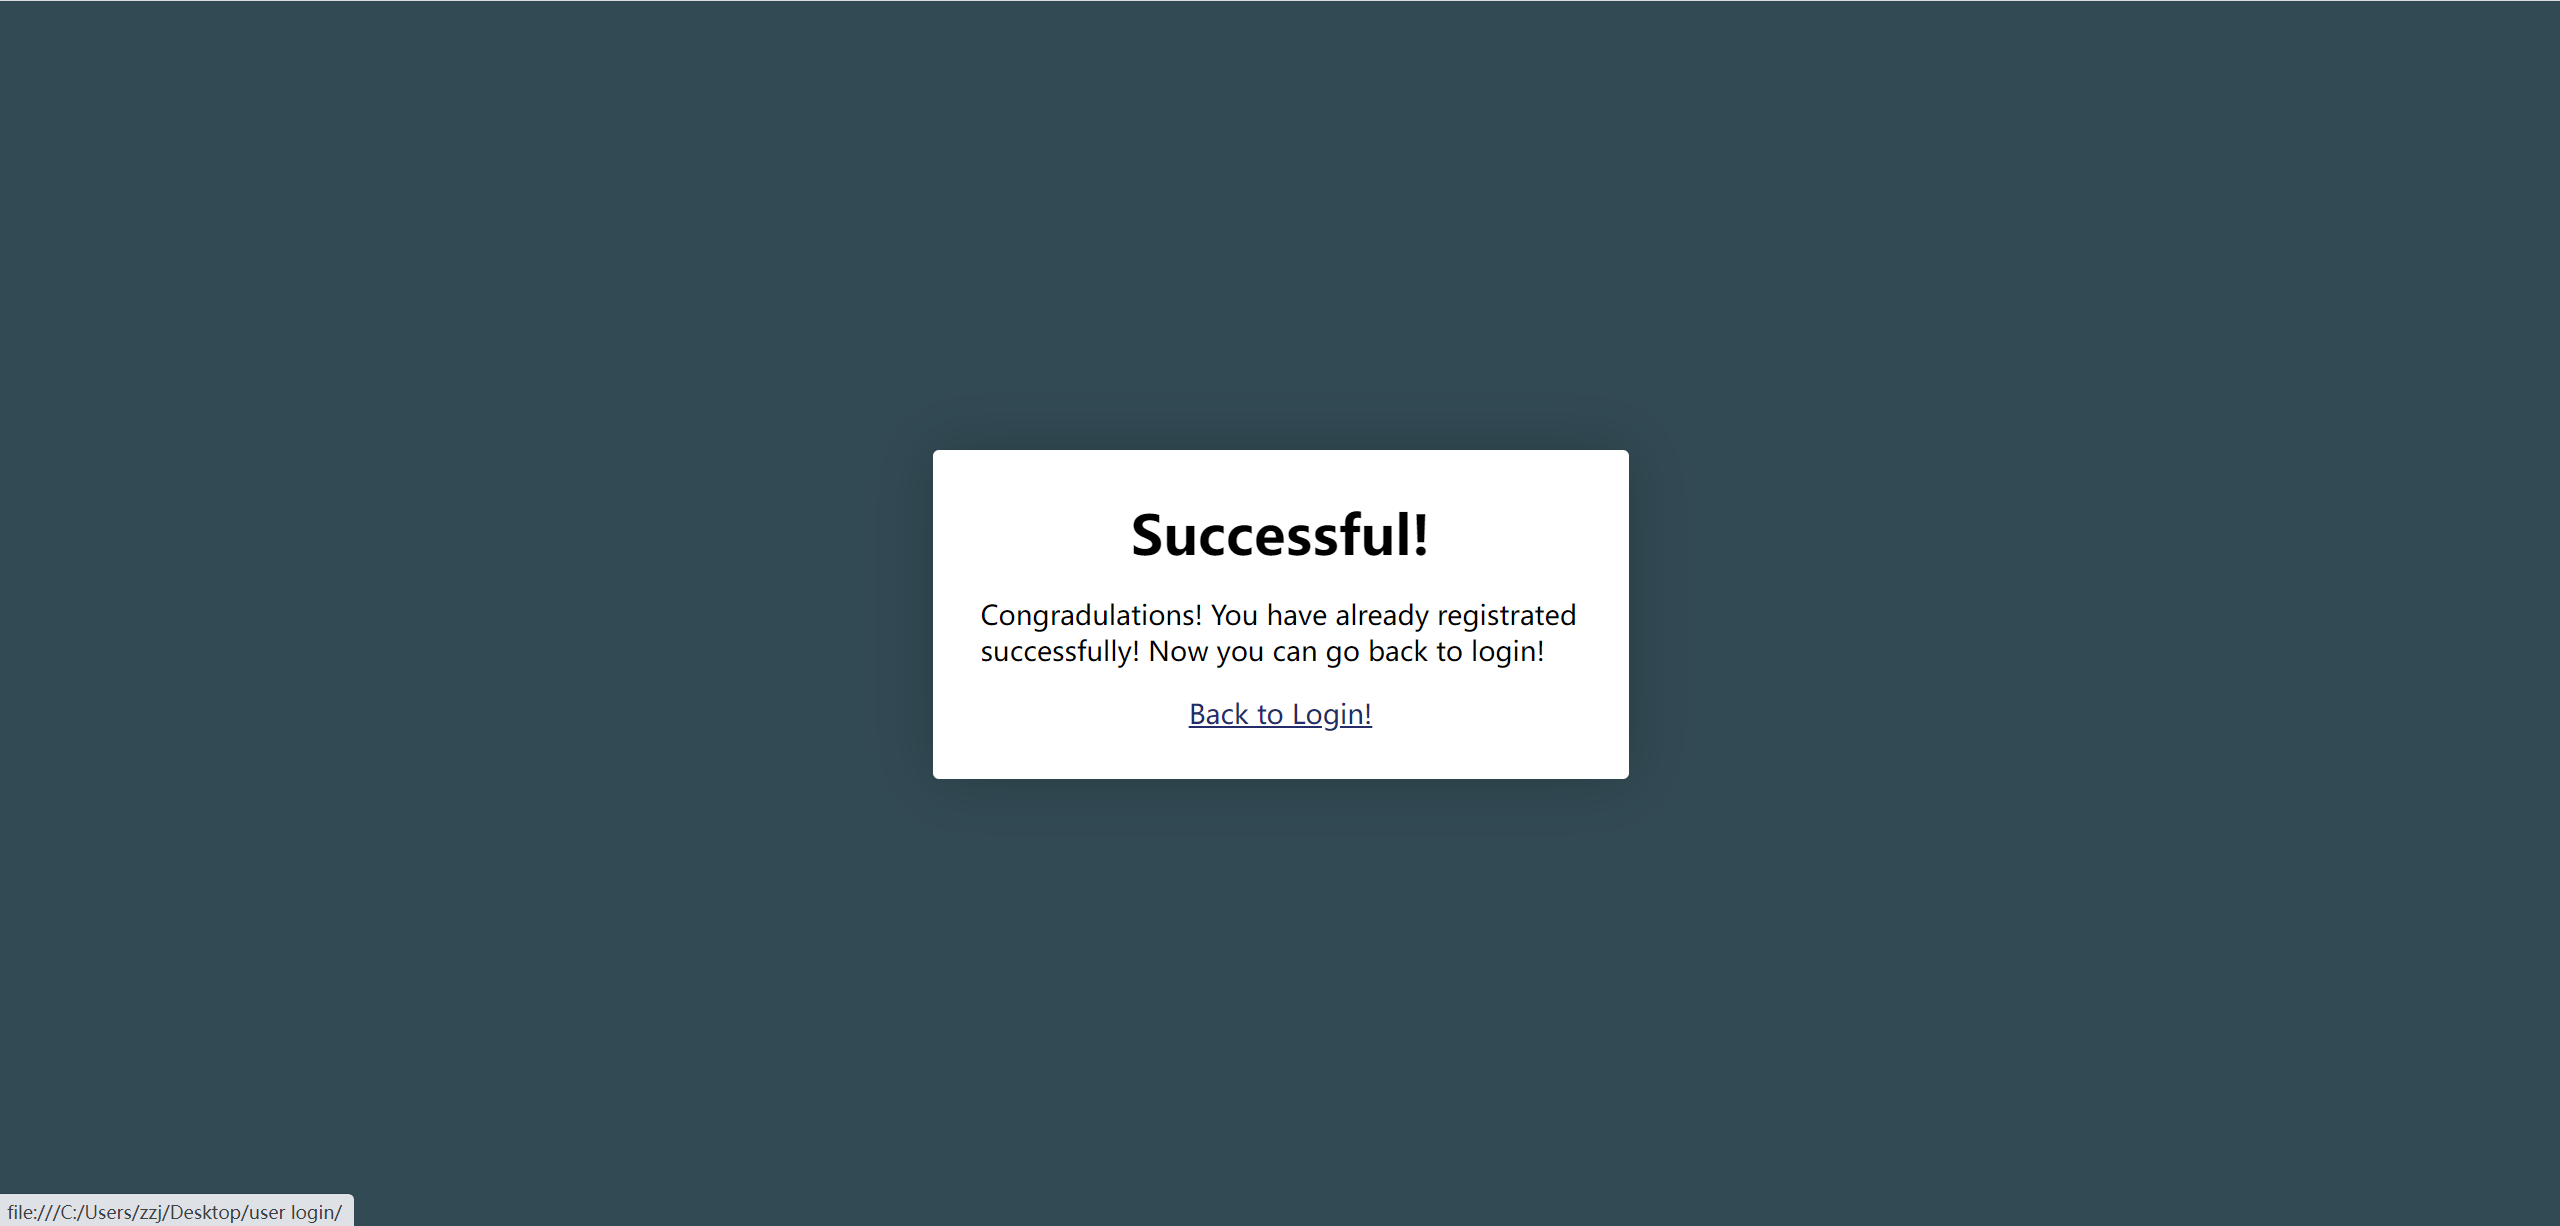 Successful!
Congradulations! You have already registrated
successfully! Now you can go back to login!
Back to Login!
file:///C:/Users/zzj/Desktop/user login/